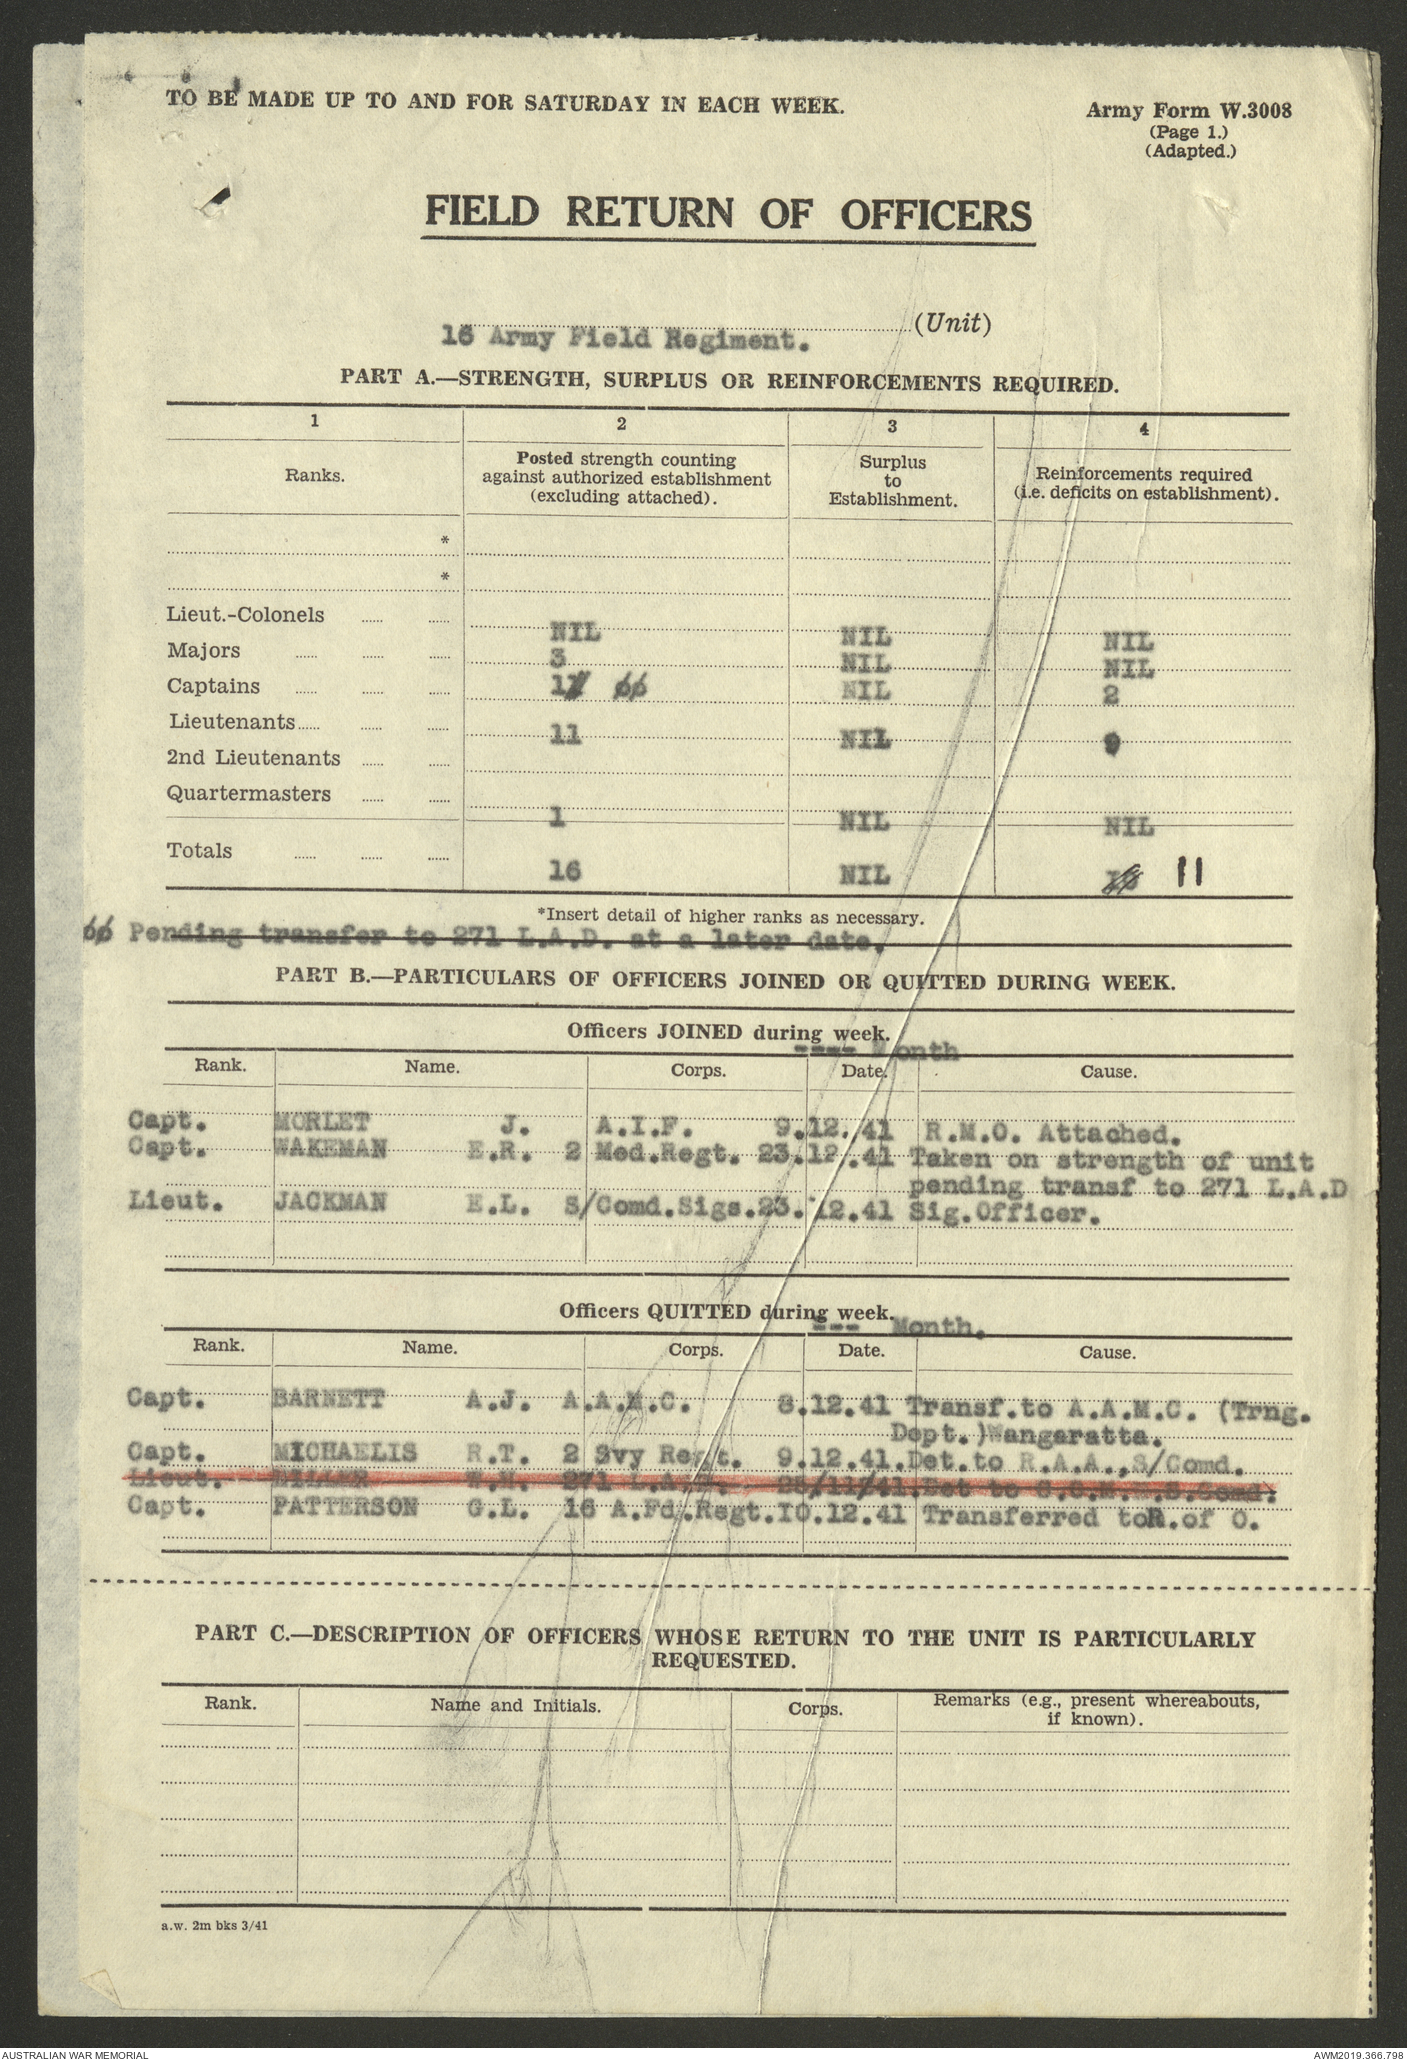 TO BE MADE UP TO AND FOR SATURDAY IN EACH WEEK.
Army Form W.3008
(Page 1.)
(Adapted.)
FIELD RETURN OF OFFICERS
16 Army Field Regiment. (Unit)
PART A.—STRENGTH, SURPLUS OR REINFORCEMENTS REQUIRED.
1 2 3 4
Ranks. Posted strength counting against authorized establishment (excluding attached). Surplus to Establishment. Reinforcements required (i.e. deficits on establishment).
*
*
Lieut.-Colonels NIL NIL NIL
Majors 3 NIL NIL
Captains 1 φφ NIL 2
Lieutenants 11 NIL 9
2nd Lieutenants
Quartermasters 1 NIL NIL
Totals 16 NIL 11
*Insert detail of higher ranks as necessary.
φφ Pending transfer to 271 L.A.D. at a later date.
PART B.—PARTICULARS OF OFFICERS JOINED OR QUITTED DURING WEEK.
Officers JOINED during week.
---- Month
Rank. Name. Corps. Date. Cause.
Capt. MORLET J. A.I.F. 9.12.41 R.M.O. Attached.
Capt. WAKEMAN E.R. 2 Med.Regt. 23.12.41 Taken on strength of unit
pending transf to 271 L.A.D
Lieut. JACKMAN E.L. S/Comd.Sigs.23.12.41 Sig.Officer.
Officers QUITTED during week.
--- Month.
Rank. Name. Corps. Date. Cause.
Capt. BARNETT A.J. A.A.M.C. 8.12.41 Transf.to A.A.M.C. (Trng.
Dept.)Wangaratta.
Capt. MICHAELIS R.T. 2 Svy Regt. 9.12.41.Det.to R.A.A.,S/Comd.
Lieut. W.N. 271 L.A.D. 25/11/41.Det to
Capt. PATTERSON G.L. 16 A.Fd.Regt.10.12.41 Transferred toR.of O.
PART C.—DESCRIPTION OF OFFICERS WHOSE RETURN TO THE UNIT IS PARTICULARLY
REQUESTED.
Rank. Name and Initials. Corps. Remarks (e.g., present whereabouts, if known).
a.w. 2m bks 3/41
AUSTRALIAN WAR MEMORIAL
AWM2019.366.798